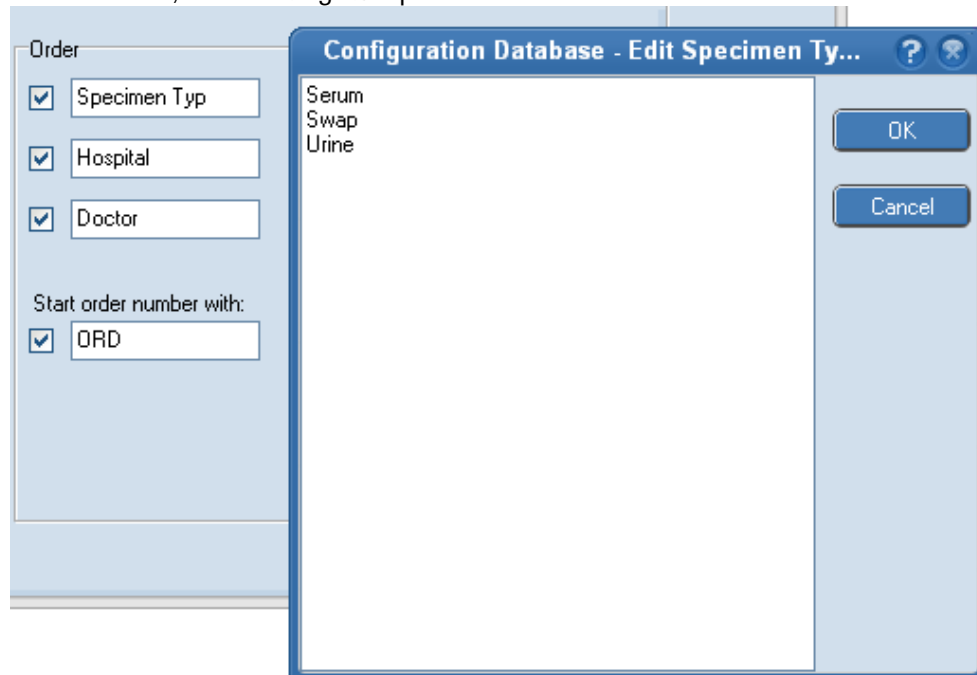 Order
Specimen Typ
Hospital
Doctor
Start order number with:
ORD
Configuration Database - Edit Specimen Ty...
Serum
Swap
Urine
OK
Cancel